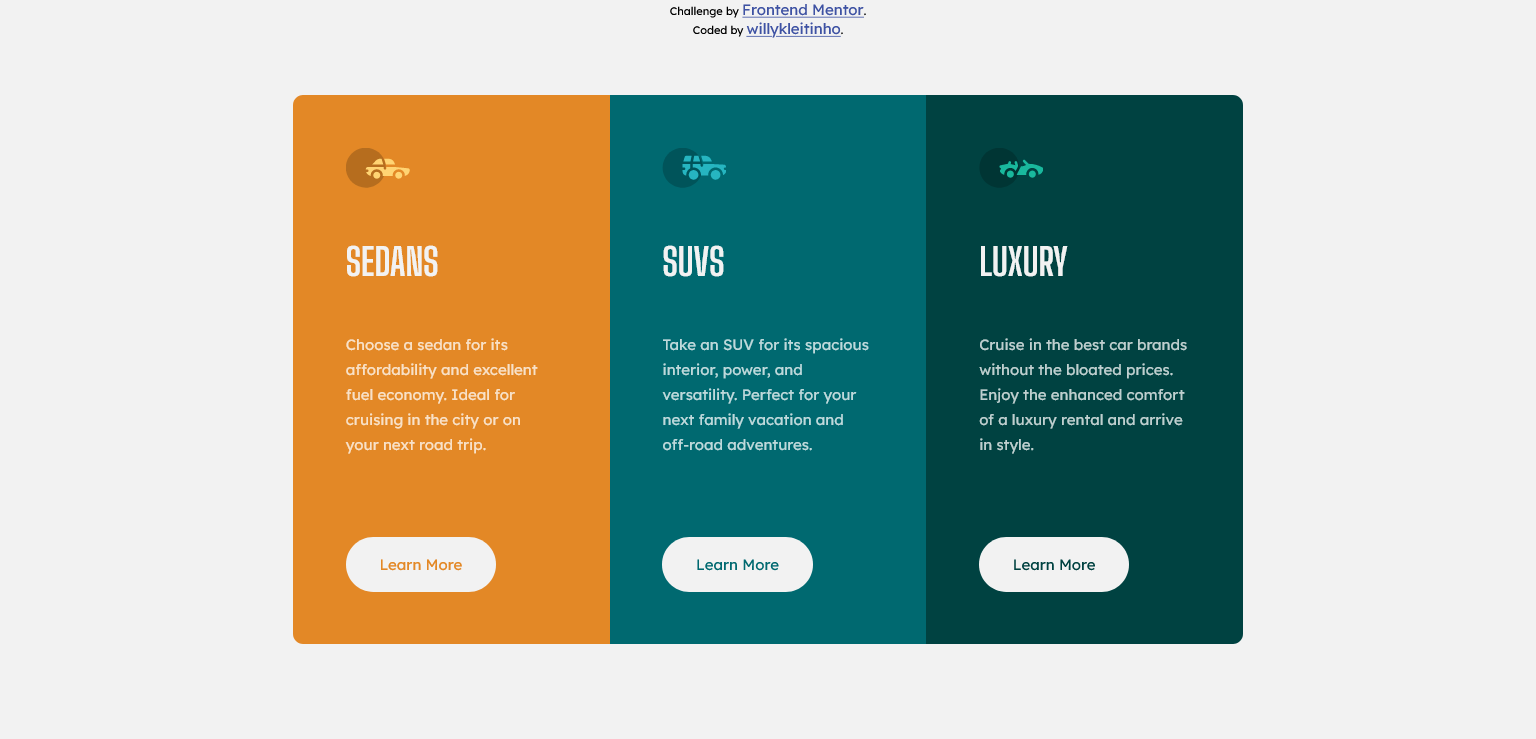 Challenge by Frontend Mentor.
Coded by willykleitinho.
SEDANS
Choose a sedan for its
affordability and excellent
fuel economy. Ideal for
cruising in the city or on
your next road trip.
Learn More
SUVS
Take an SUV for its spacious
interior, power, and
versatility. Perfect for your
next family vacation and
off-road adventures.
Learn More
LUXURY
Cruise in the best car brands
without the bloated prices.
Enjoy the enhanced comfort
of a luxury rental and arrive
in style.
Learn More